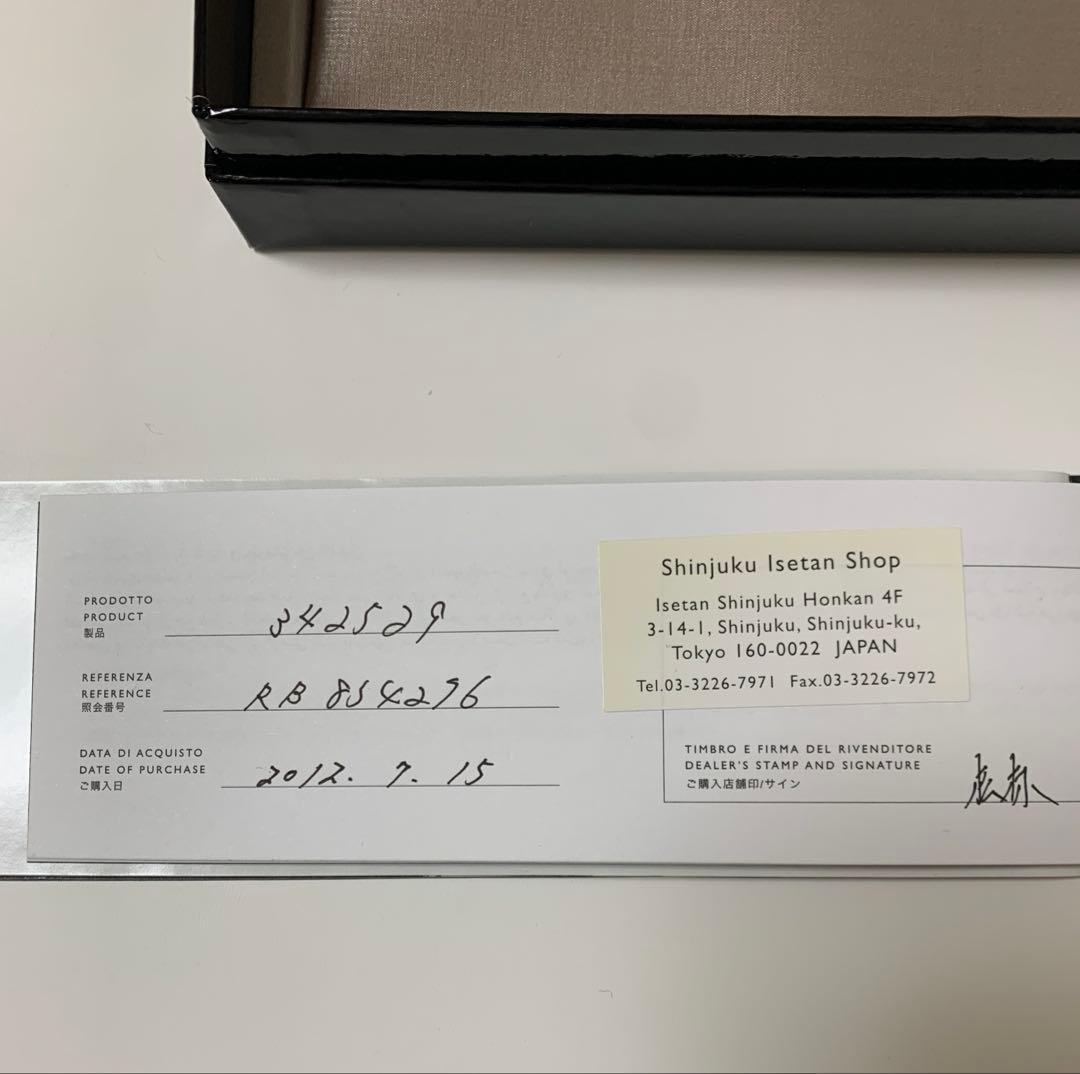 PRODOTTO
PRODUCT
製品
342529
REFERENZA
REFERENCE
照会番号
RB 854296
DATA DI ACQUISTO
DATE OF PURCHASE
ご購入日
2012. 7. 15
Shinjuku Isetan Shop
Isetan Shinjuku Honkan 4F
3-14-1, Shinjuku, Shinjuku-ku,
Tokyo 160-0022 JAPAN
Tel.03-3226-7971 Fax.03-3226-7972
TIMBRO E FIRMA DEL RIVENDITORE
DEALER'S STAMP AND SIGNATURE
ご購入店舗印/サイン